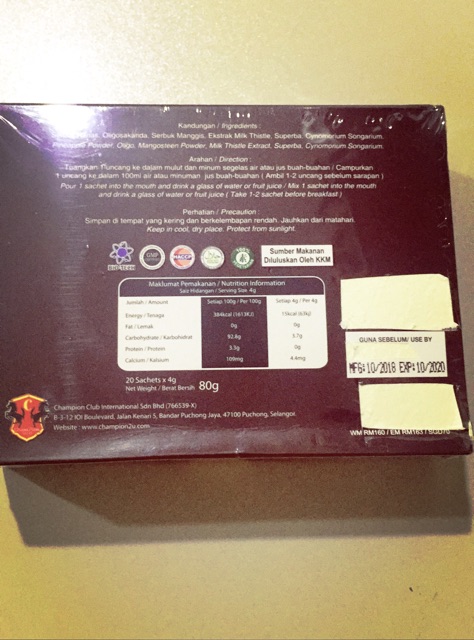 Kandungan / Ingredients :
Oligosakarida, Serbuk Manggis, Ekstrak Milk Thistle, Superba, Cynomorium Songarium.
Powder, Oligo, Mangosteen Powder, Milk Thistle Extract, Superba, Cynomorium Songarium.
Arahan / Direction :
Tuangkan 1 uncang ke dalam mulut dan minum segelas air atau jus buah-buahan / Campurkan
1 uncang ke dalam 100ml air atau minuman jus buah-buahan ( Ambil 1-2 uncang sebelum sarapan )
Pour 1 sachet into the mouth and drink a glass of water or fruit juice / Mix 1 sachet into the mouth
and drink a glass of water or fruit juice ( Take 1-2 sachet before breakfast )
Perhatian / Precaution :
Simpan di tempat yang kering dan berkelembapan rendah. Jauhkan dari matahari.
Keep in cool, dry place. Protect from sunlight.
BIO-TECH GMP HACCP
Sumber Makanan
Diluluskan Oleh KKM
Maklumat Pemakanan / Nutrition Information
Saiz Hidangan / Serving Size 4g
Jumlah / Amount Setiap 100g / Per 100g Setiap 4g / Per 4g
Energy / Tenaga 384kcal (1613KJ) 15kcal (63kJ)
Fat / Lemak 0g 0g
Carbohydrate / Karbohidrat 92.8g 3.7g
Protein / Protein 3.3g 0g
Calcium / Kalsium 109mg 4.4mg
GUNA SEBELUM/ USE BY
MFG:10/2018 EXP:10/2020
20 Sachets x 4g
Net Weight / Berat Bersih 80g
Champion Club International Sdn Bhd (766539-X)
B-3-12 IOI Boulevard, Jalan Kenari 5, Bandar Puchong Jaya, 47100 Puchong, Selangor.
Website : www.champion2u.com
WM RM160 / EM RM163 / SGD70